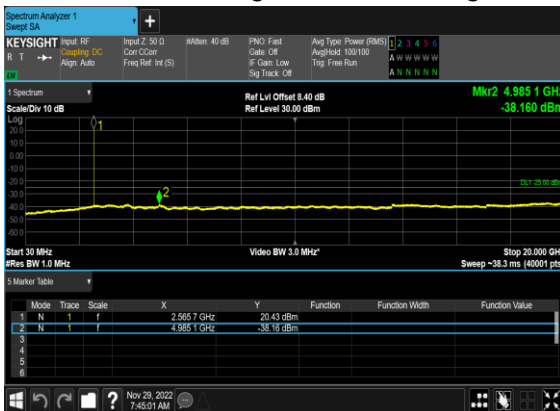 Spectrum Analyzer 1
Swept SA
KEYSIGHT Input: RF Input Z: 50 Ω #Atten: 40 dB PNO: Fast Avg Type: Power (RMS) 1 2 3 4 5 6
R T Coupling: DC Corr CCorr Gate: Off Avg|Hold: 100/100 A W W W W W
Align: Auto Freq Ref: Int (S) IF Gain: Low Trig: Free Run
Sig Track: Off A N N N N N
1 Spectrum
Scale/Div 10 dB Ref Lvl Offset 8.40 dB Mkr2 4.985 1 GHz
Ref Level 30.00 dBm -38.160 dBm
Log
20.0
10.0
0.00
-10.0
-20.0
-30.0
-40.0
-50.0
-60.0
1
2
Start 30 MHz Video BW 3.0 MHz* Stop 20.000 GH
#Res BW 1.0 MHz Sweep ~38.3 ms (40001 pts
5 Marker Table
Mode Trace Scale X Y Function Function Width Function Value
1 N 1 f 2.565 7 GHz 20.43 dBm
2 N 1 f 4.985 1 GHz -38.16 dBm
3
4
5
6
? Nov 29, 2022
7:45:01 AM